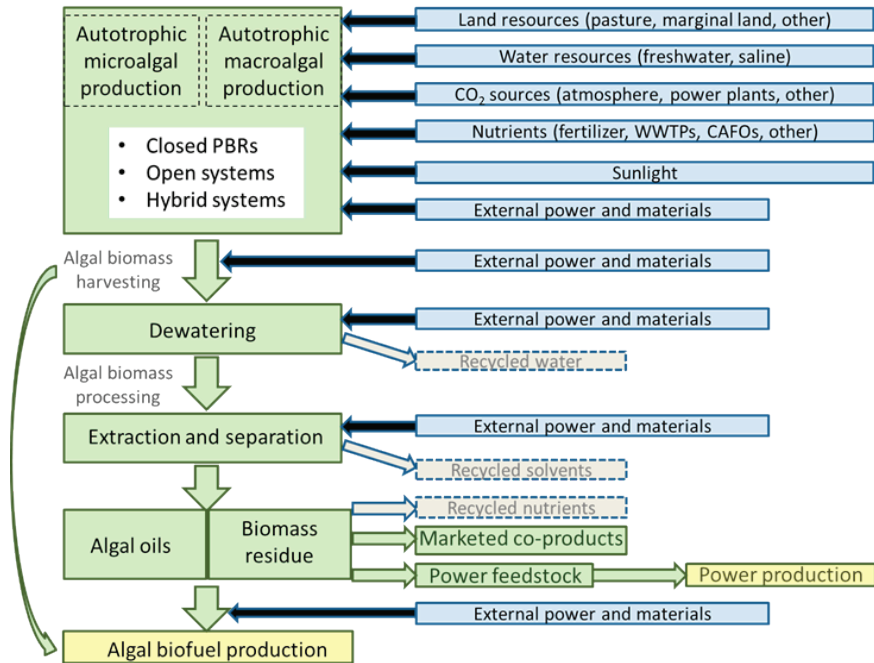 Autotrophic
microalgal
production
Autotrophic
macroalgal
production
• Closed PBRs
• Open systems
• Hybrid systems
Land resources (pasture, marginal land, other)
Water resources (freshwater, saline)
CO₂ sources (atmosphere, power plants, other)
Nutrients (fertilizer, WWTPs, CAFOs, other)
Sunlight
External power and materials
Algal biomass
harvesting
External power and materials
Dewatering
External power and materials
Recycled water
Algal biomass
processing
Extraction and separation
External power and materials
Recycled solvents
Algal oils
Biomass
residue
Recycled nutrients
Marketed co-products
Power feedstock
Power production
External power and materials
Algal biofuel production